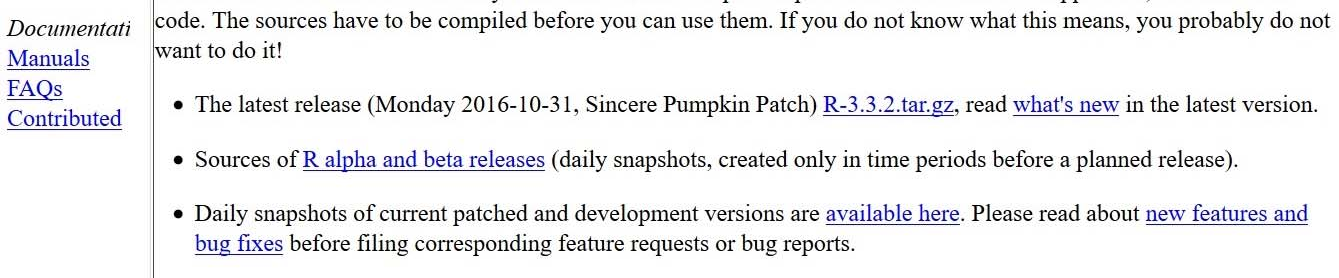 Documentati
Manuals
FAQs
Contributed
code. The sources have to be compiled before you can use them. If you do not know what this means, you probably do not
want to do it!
• The latest release (Monday 2016-10-31, Sincere Pumpkin Patch) R-3.3.2.tar.gz, read what's new in the latest version.
• Sources of R alpha and beta releases (daily snapshots, created only in time periods before a planned release).
• Daily snapshots of current patched and development versions are available here. Please read about new features and
bug fixes before filing corresponding feature requests or bug reports.